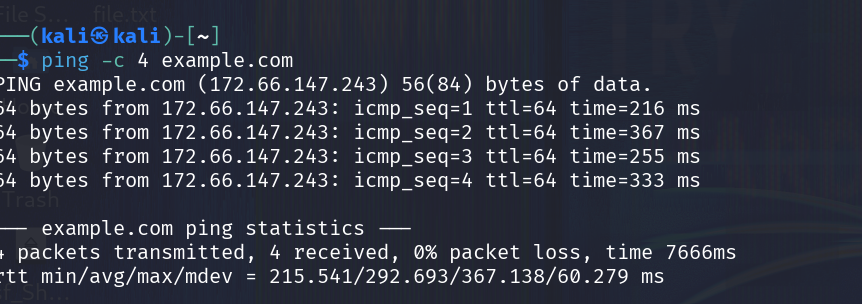 File S... file.txt
──(kali㉿kali)-[~]
─$ ping -c 4 example.com
PING example.com (172.66.147.243) 56(84) bytes of data.
64 bytes from 172.66.147.243: icmp_seq=1 ttl=64 time=216 ms
64 bytes from 172.66.147.243: icmp_seq=2 ttl=64 time=367 ms
64 bytes from 172.66.147.243: icmp_seq=3 ttl=64 time=255 ms
64 bytes from 172.66.147.243: icmp_seq=4 ttl=64 time=333 ms
Trash
── example.com ping statistics ──
4 packets transmitted, 4 received, 0% packet loss, time 7666ms
rtt min/avg/max/mdev = 215.541/292.693/367.138/60.279 ms